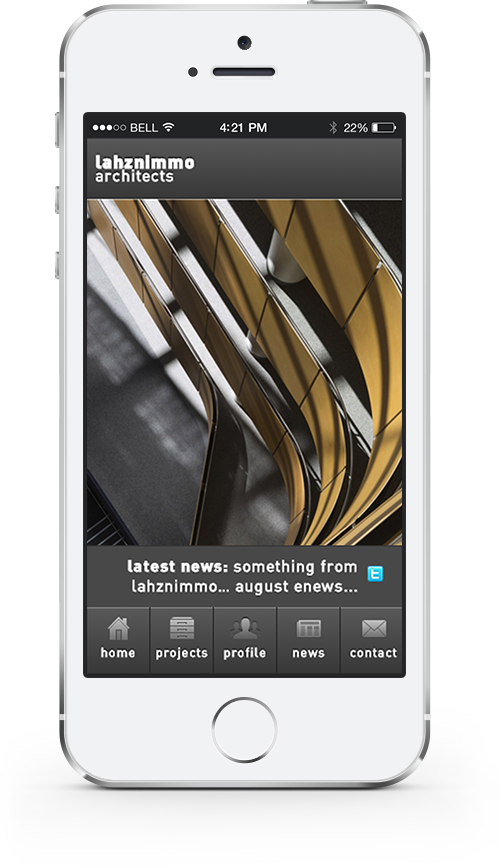 BELL 4:21 PM 22%
lahznimmo
architects
latest news: something from
lahznimmo... august enews...
home projects profile news contact